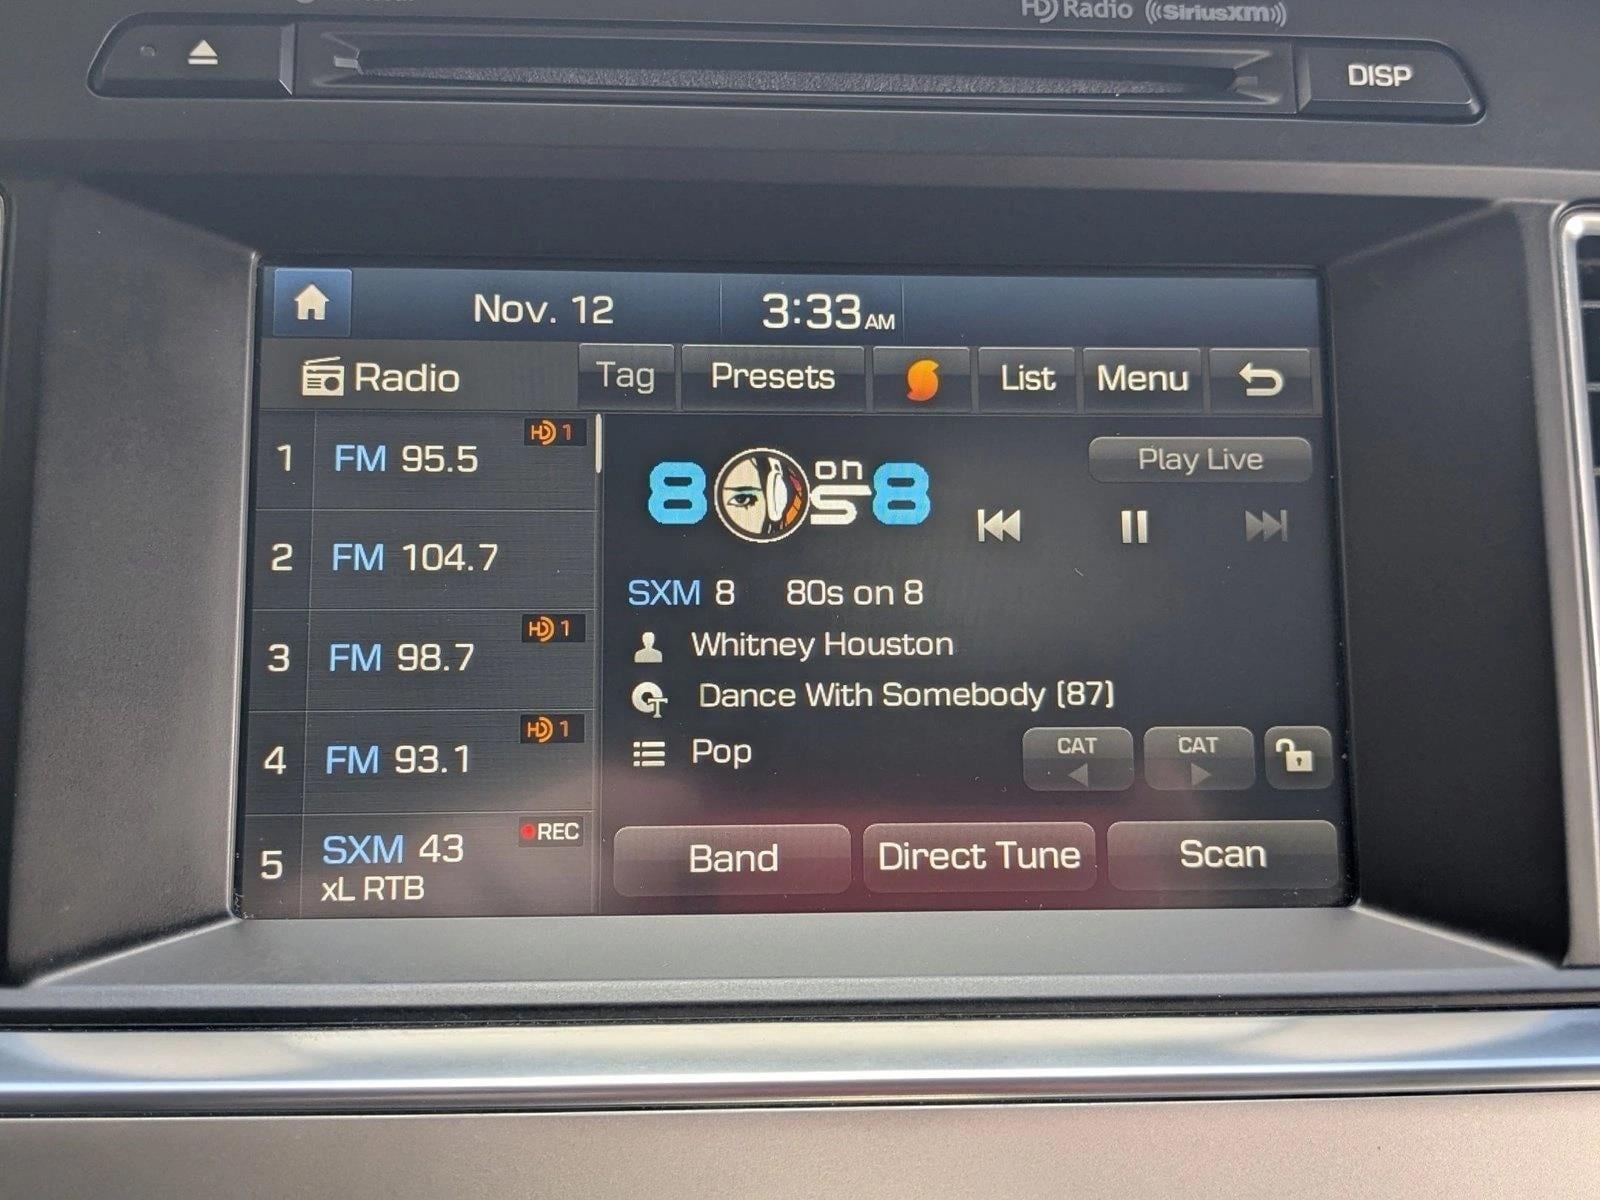 HD Radio ((SiriusXM))
DISP
Nov. 12 3:33 AM
Radio Tag Presets List Menu
1 FM 95.5 HD 1
2 FM 104.7
3 FM 98.7 HD 1
4 FM 93.1 HD 1
5 SXM 43 REC
xL RTB
80s on 8
Play Live
SXM 8 80s on 8
Whitney Houston
Dance With Somebody (87)
Pop
CAT CAT
Band Direct Tune Scan